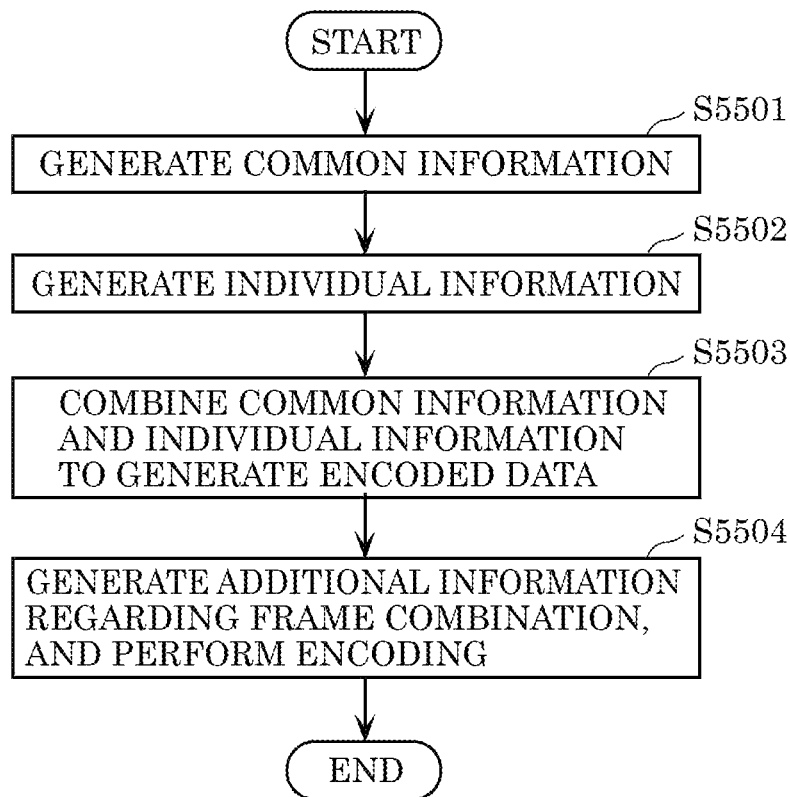 START
S5501
GENERATE COMMON INFORMATION
S5502
GENERATE INDIVIDUAL INFORMATION
S5503
COMBINE COMMON INFORMATION
AND INDIVIDUAL INFORMATION
TO GENERATE ENCODED DATA
S5504
GENERATE ADDITIONAL INFORMATION
REGARDING FRAME COMBINATION,
AND PERFORM ENCODING
END